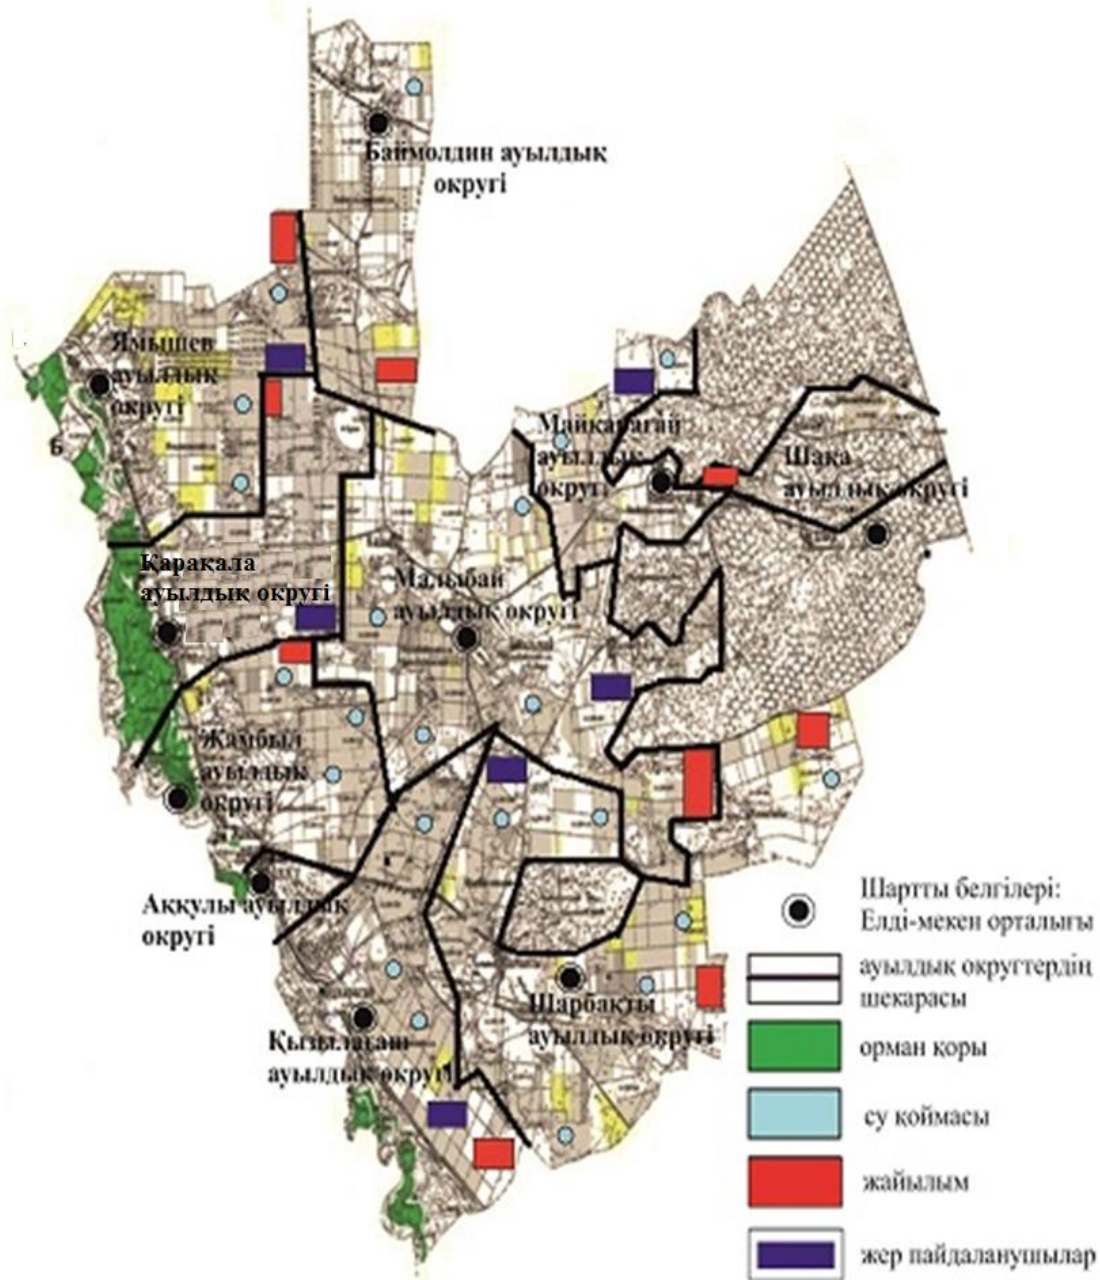 Баймолдин ауылдық
округі
Ямышев
ауылдық
округі
Б
Майқарағай
ауылдық
округі
Шақа
ауылдық округі
Қарақала
ауылдық округі
Малыбай
ауылдық округі
Жамбыл
ауылдық
округі
Аққулы ауылдық
округі
Шарбақты
ауылдық округі
Қызылағаш
ауылдық округі
Шартты белгілері:
Елді-мекен орталығы
ауылдық округтердің
шекарасы
орман қоры
су қоймасы
жайылым
жер пайдаланушылар